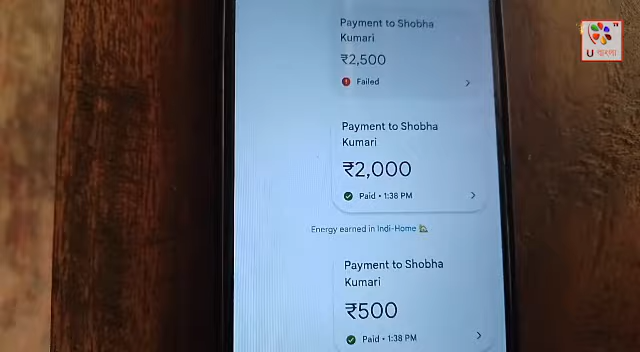 TV
U বাংলা
Payment to Shobha
Kumari
₹2,500
Failed
Payment to Shobha
Kumari
₹2,000
Paid • 1:38 PM
Energy earned in Indi-Home
Payment to Shobha
Kumari
₹500
Paid • 1:38 PM